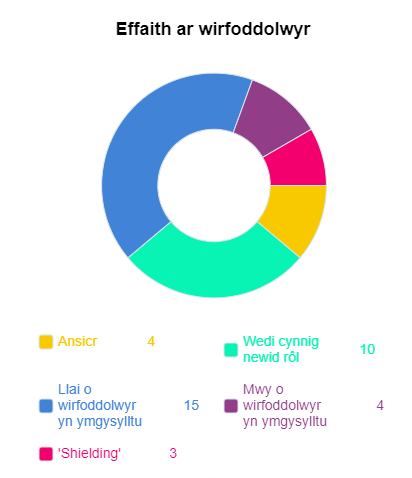 Effaith ar wirfoddolwyr
Ansicr 4
Wedi cynnig
newid rôl 10
Llai o
wirfoddolwyr
yn ymgysylltu 15
Mwy o
wirfoddolwyr
yn ymgysylltu 4
'Shielding' 3